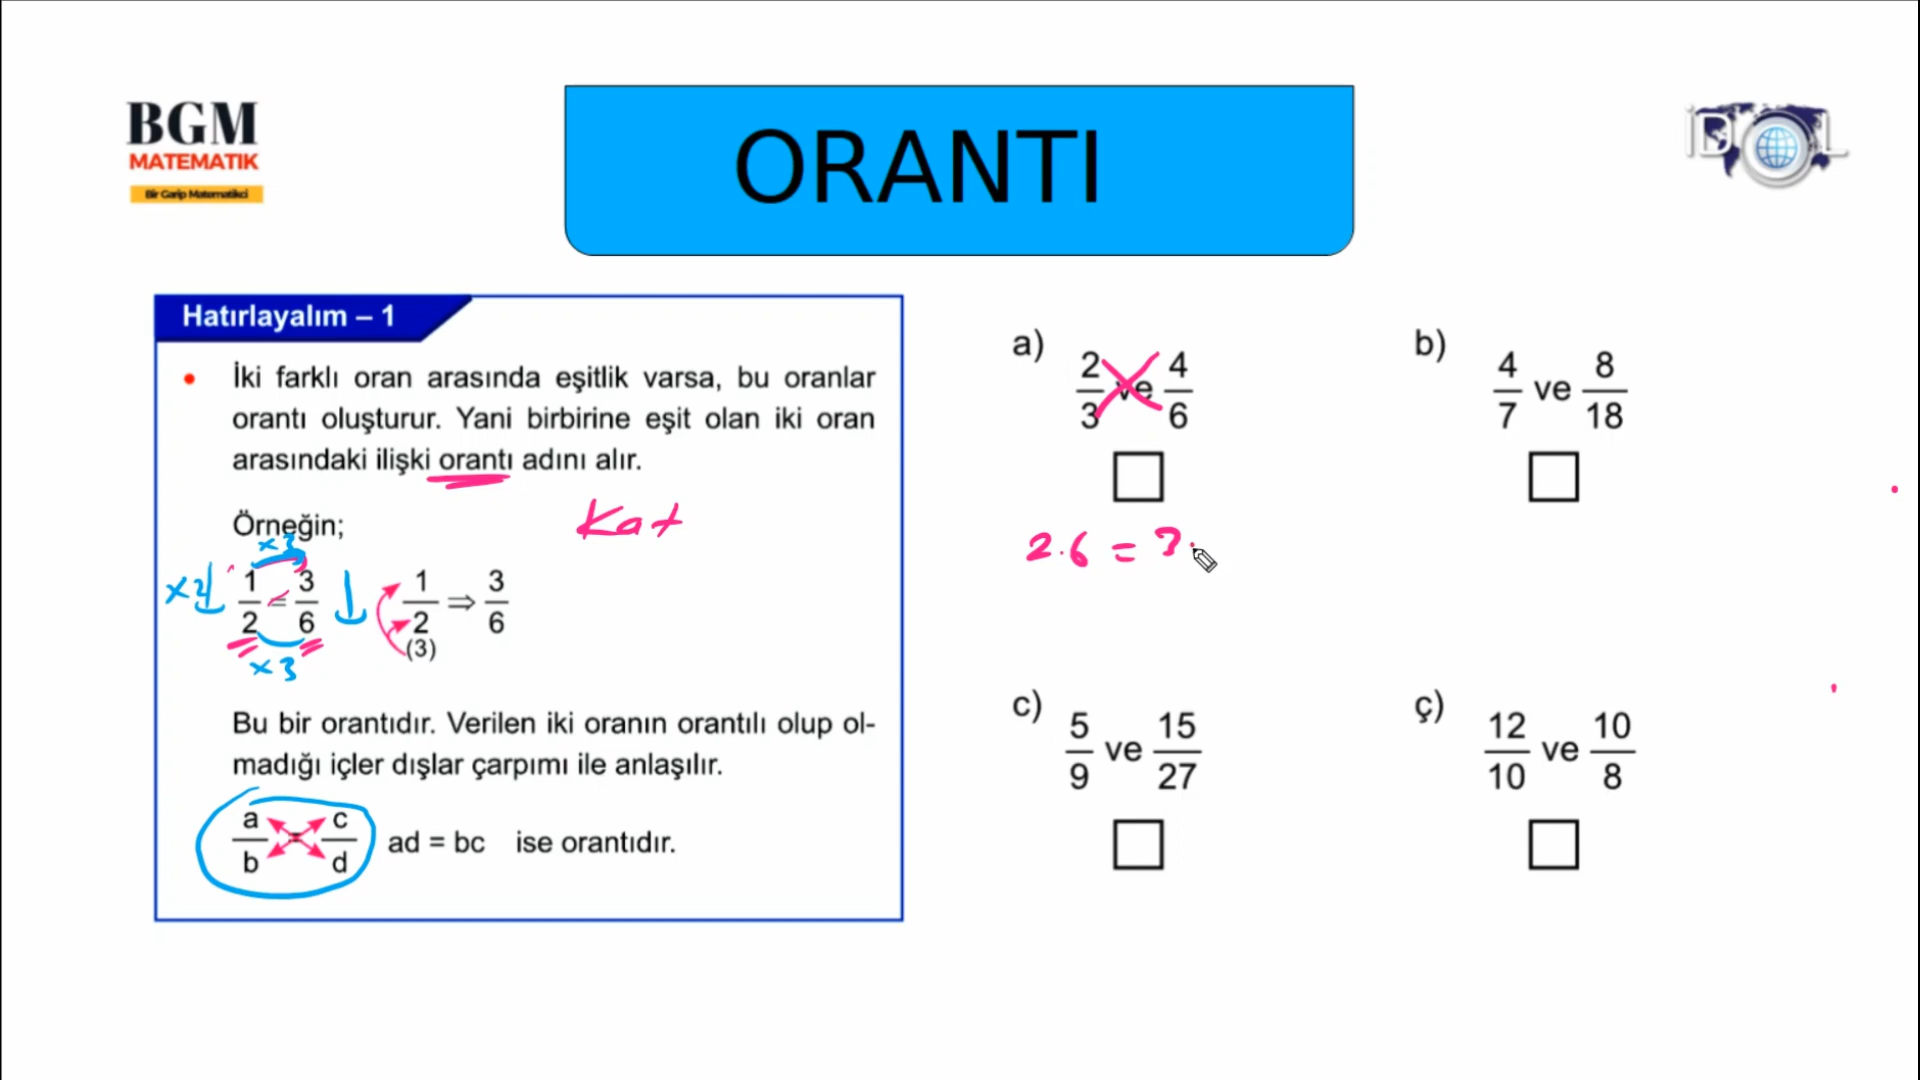 BGM
MATEMATIK
Bir Garip Matematikci
ORANTI
İD L
Hatırlayalım – 1
• İki farklı oran arasında eşitlik varsa, bu oranlar
orantı oluşturur. Yani birbirine eşit olan iki oran
arasındaki ilişki orantı adını alır.
Kat
Örneğin;
×3
×2 1/2 = 3/6 1/2 ⇒ 3/6
(3)
×3
Bu bir orantıdır. Verilen iki oranın orantılı olup ol-
madığı içler dışlar çarpımı ile anlaşılır.
a/b = c/d ad = bc ise orantıdır.
a) 2/3 ve 4/6
2.6 = 3.
b) 4/7 ve 8/18
c) 5/9 ve 15/27
ç) 12/10 ve 10/8